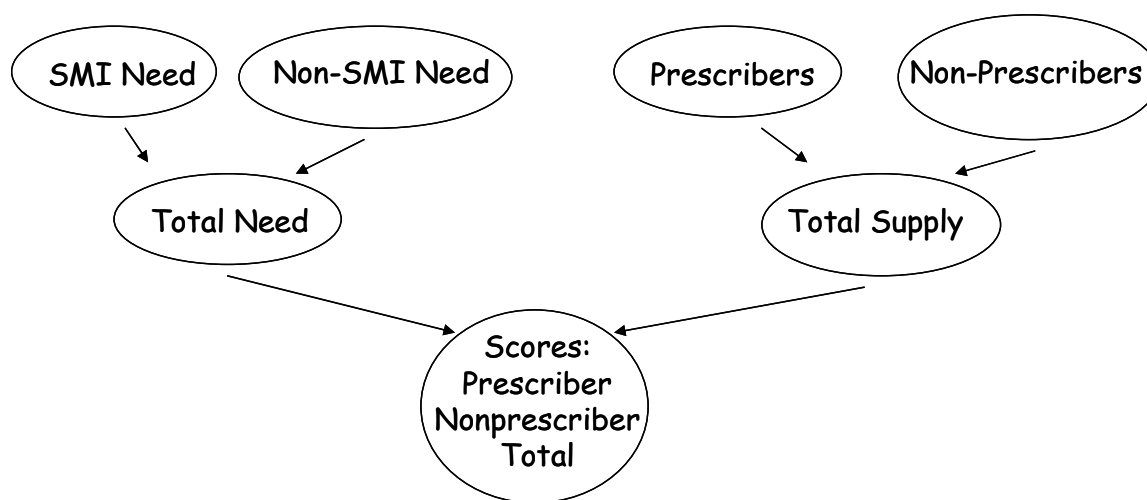 SMI Need
Non-SMI Need
Prescribers
Non-Prescribers
Total Need
Total Supply
Scores:
Prescriber
Nonprescriber
Total